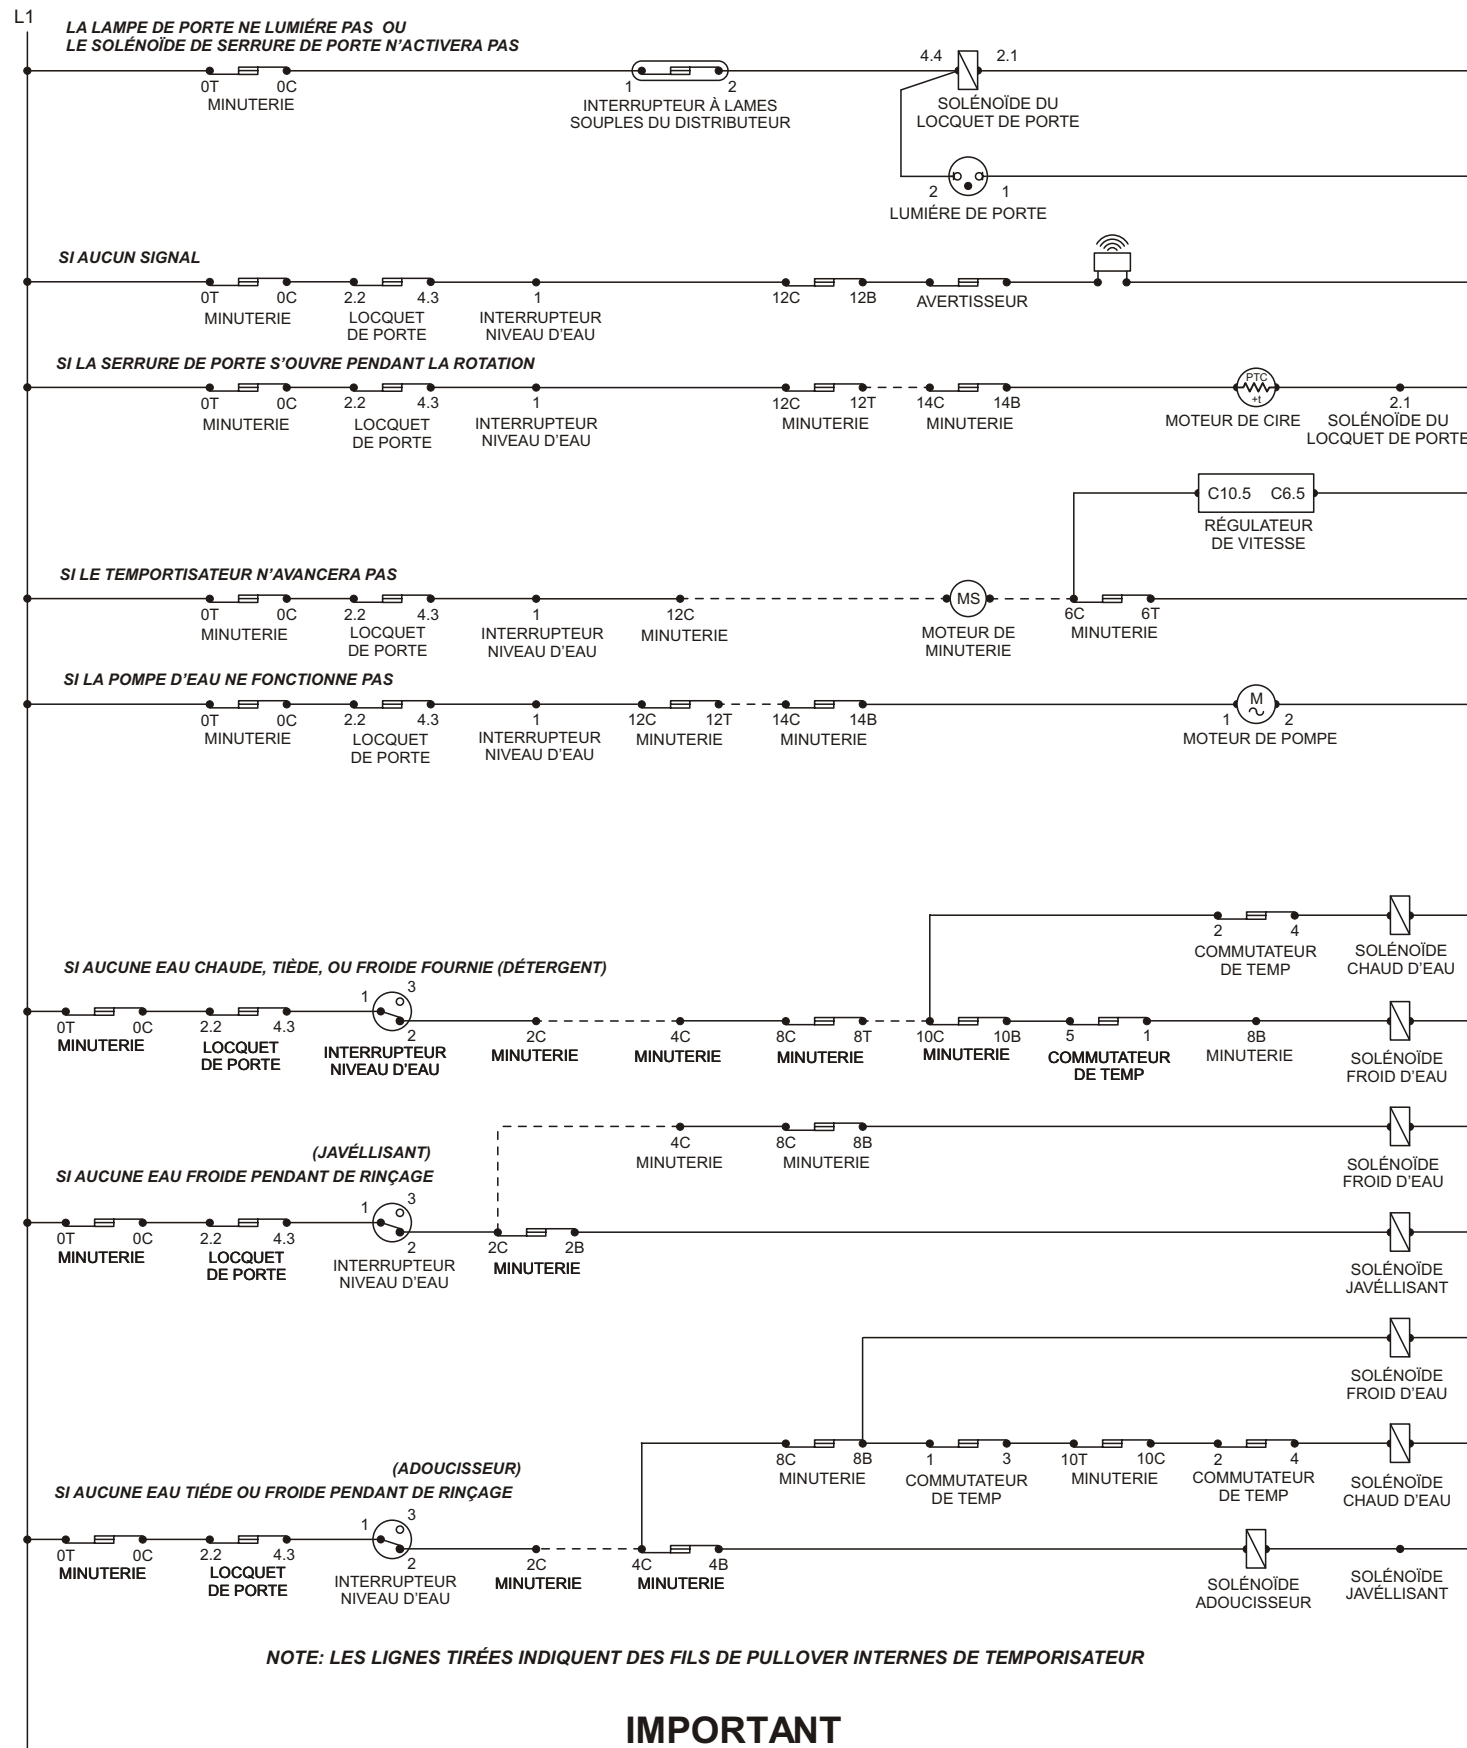 L1
LA LAMPE DE PORTE NE LUMIÉRE PAS OU
LE SOLÉNOÏDE DE SERRURE DE PORTE N'ACTIVERA PAS
0T 0C
MINUTERIE
1 2
INTERRUPTEUR À LAMES
SOUPLES DU DISTRIBUTEUR
4.4 2.1
SOLÉNOÏDE DU
LOCQUET DE PORTE
2 1
LUMIÉRE DE PORTE
SI AUCUN SIGNAL
0T 0C
MINUTERIE
2.2 4.3
LOCQUET
DE PORTE
1
INTERRUPTEUR
NIVEAU D'EAU
12C 12B
AVERTISSEUR
SI LA SERRURE DE PORTE S'OUVRE PENDANT LA ROTATION
0T 0C
MINUTERIE
2.2 4.3
LOCQUET
DE PORTE
1
INTERRUPTEUR
NIVEAU D'EAU
12C 12T
MINUTERIE
14C 14B
MINUTERIE
PTC
+t
MOTEUR DE CIRE
2.1
SOLÉNOÏDE DU
LOCQUET DE PORTE
C10.5 C6.5
RÉGULATEUR
DE VITESSE
SI LE TEMPORTISATEUR N'AVANCERA PAS
0T 0C
MINUTERIE
2.2 4.3
LOCQUET
DE PORTE
1
INTERRUPTEUR
NIVEAU D'EAU
12C
MINUTERIE
MS
MOTEUR DE
MINUTERIE
6C 6T
MINUTERIE
SI LA POMPE D'EAU NE FONCTIONNE PAS
0T 0C
MINUTERIE
2.2 4.3
LOCQUET
DE PORTE
1
INTERRUPTEUR
NIVEAU D'EAU
12C 12T
MINUTERIE
14C 14B
MINUTERIE
M
1 2
MOTEUR DE POMPE
2 4
COMMUTATEUR
DE TEMP
SOLÉNOÏDE
CHAUD D'EAU
SI AUCUNE EAU CHAUDE, TIÈDE, OU FROIDE FOURNIE (DÉTERGENT)
0T 0C
MINUTERIE
2.2 4.3
LOCQUET
DE PORTE
1 3
2
INTERRUPTEUR
NIVEAU D'EAU
2C
MINUTERIE
4C
MINUTERIE
8C 8T
MINUTERIE
10C 10B
MINUTERIE
5 1
COMMUTATEUR
DE TEMP
8B
MINUTERIE
SOLÉNOÏDE
FROID D'EAU
4C
MINUTERIE
8C 8B
MINUTERIE
SOLÉNOÏDE
FROID D'EAU
(JAVÉLLISANT)
SI AUCUNE EAU FROIDE PENDANT DE RINÇAGE
0T 0C
MINUTERIE
2.2 4.3
LOCQUET
DE PORTE
1 3
2
INTERRUPTEUR
NIVEAU D'EAU
2C 2B
MINUTERIE
SOLÉNOÏDE
JAVÉLLISANT
SOLÉNOÏDE
FROID D'EAU
8C 8B
MINUTERIE
1 3
COMMUTATEUR
DE TEMP
10T 10C
MINUTERIE
2 4
COMMUTATEUR
DE TEMP
SOLÉNOÏDE
CHAUD D'EAU
(ADOUCISSEUR)
SI AUCUNE EAU TIÉDE OU FROIDE PENDANT DE RINÇAGE
0T 0C
MINUTERIE
2.2 4.3
LOCQUET
DE PORTE
1 3
2
INTERRUPTEUR
NIVEAU D'EAU
2C
MINUTERIE
4C 4B
MINUTERIE
SOLÉNOÏDE
ADOUCISSEUR
SOLÉNOÏDE
JAVÉLLISANT
NOTE: LES LIGNES TIRÉES INDIQUENT DES FILS DE PULLOVER INTERNES DE TEMPORISATEUR
IMPORTANT